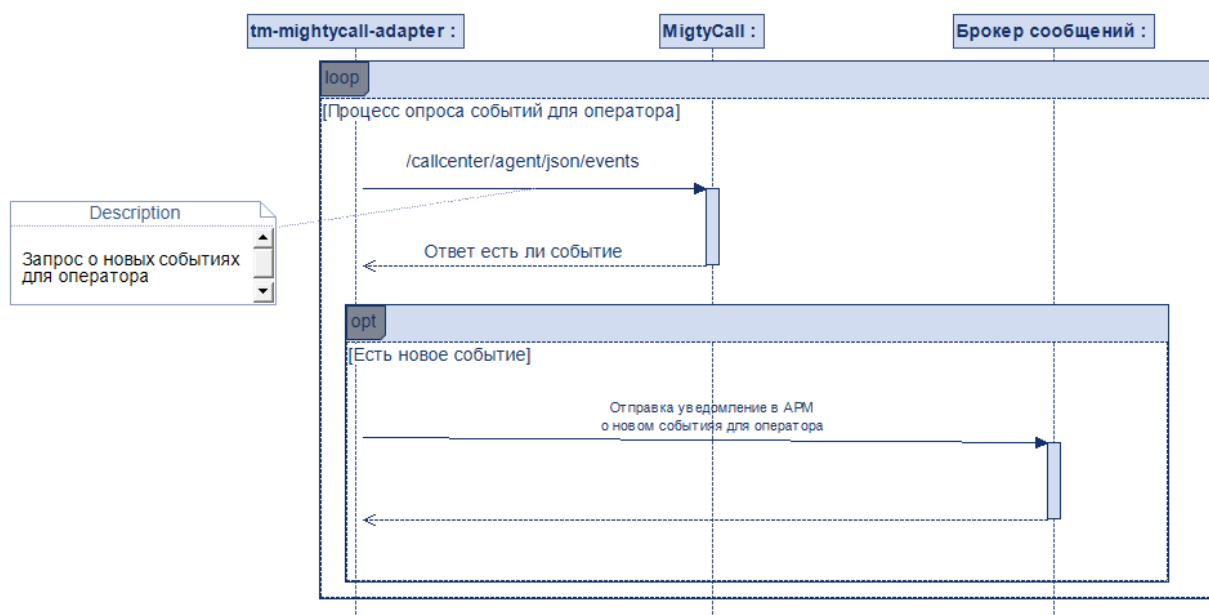 tm-mightycall-adapter :
MigtyCall :
Брокер сообщений :
loop
[Процесс опроса событий для оператора]
/callcenter/agent/json/events
Description
Запрос о новых событиях
для оператора
Ответ есть ли событие
opt
[Есть новое событие]
Отправка уведомление в АРМ
о новом событияя для оператора